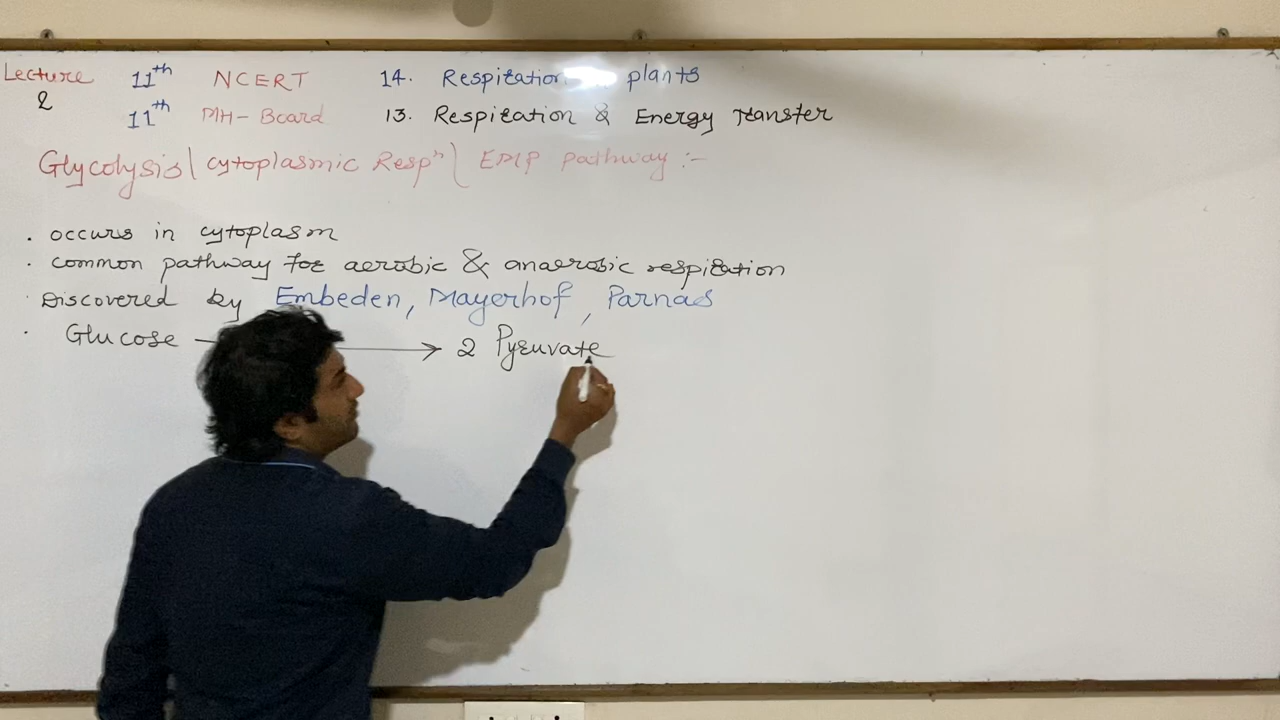 Lecture 11th NCERT 14. Respiration plants
2 11th MH-Board 13. Respiration & Energy Transfer
Glycolysis\ cytoplasmic Respn\ EMP pathway :-
. occurs in cytoplasm
. common pathway for aerobic & anaerobic respiration
. Discovered by Embeden, Mayerhof, Parnas
. Glucose → 2 Pyruvate